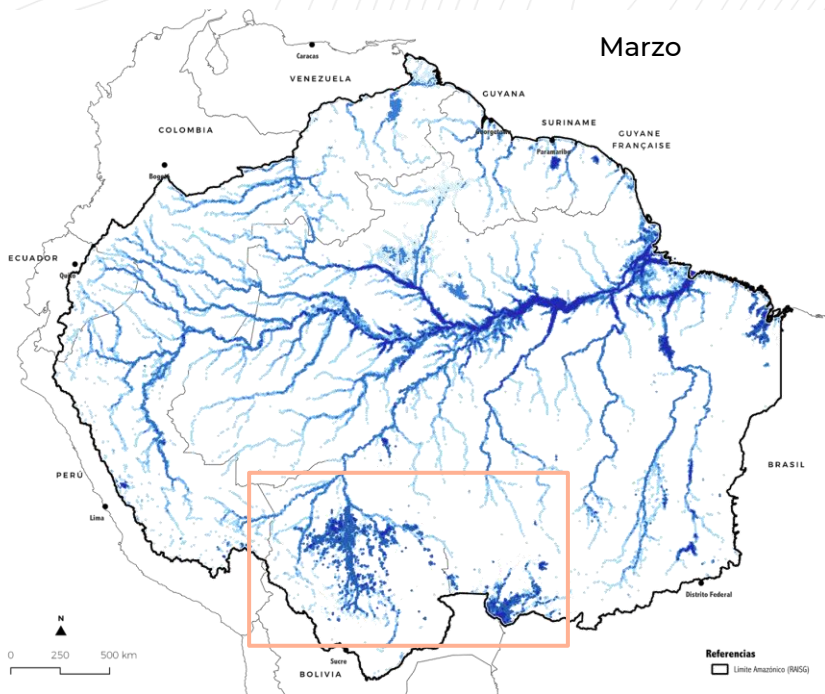 Marzo
Caracas
VENEZUELA
GUYANA
Georgetown
SURINAME
COLOMBIA
GUYANE
FRANÇAISE
Paramaribo
Bogotá
ECUADOR
Quito
BRASIL
PERÚ
Lima
Distrito Federal
N
0 250 500 km
Sucre
BOLIVIA
Referencias
Límite Amazónico (RAISG)